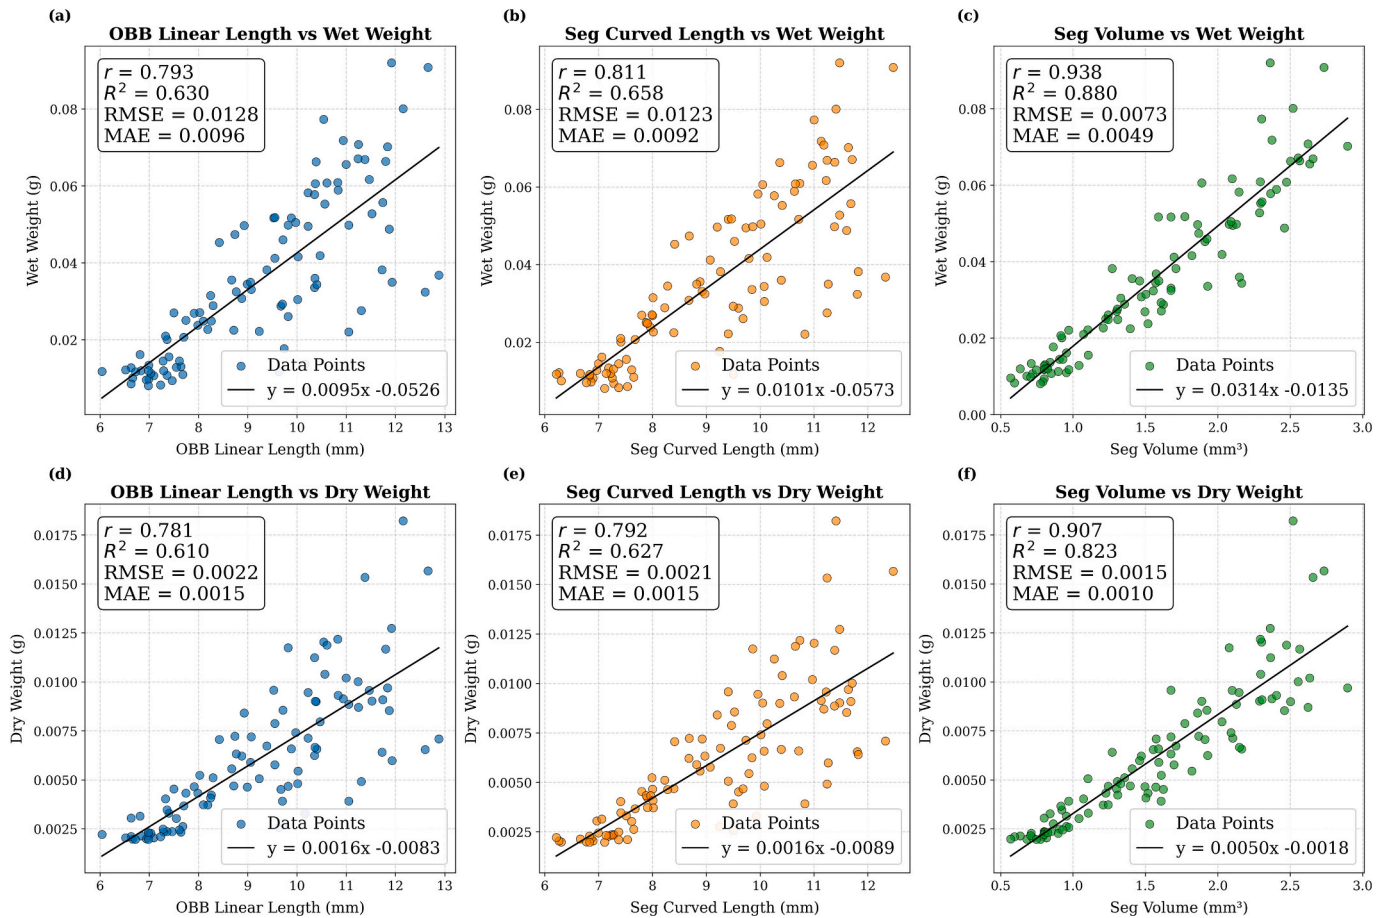 (a)
OBB Linear Length vs Wet Weight
r = 0.793
R² = 0.630
RMSE = 0.0128
MAE = 0.0096
Wet Weight (g)
0.08
0.06
0.04
0.02
Data Points
y = 0.0095x -0.0526
6 7 8 9 10 11 12 13
OBB Linear Length (mm)
(b)
Seg Curved Length vs Wet Weight
r = 0.811
R² = 0.658
RMSE = 0.0123
MAE = 0.0092
Wet Weight (g)
0.08
0.06
0.04
0.02
Data Points
y = 0.0101x -0.0573
6 7 8 9 10 11 12
Seg Curved Length (mm)
(c)
Seg Volume vs Wet Weight
r = 0.938
R² = 0.880
RMSE = 0.0073
MAE = 0.0049
Wet Weight (g)
0.08
0.06
0.04
0.02
0.00
Data Points
y = 0.0314x -0.0135
0.5 1.0 1.5 2.0 2.5 3.0
Seg Volume (mm³)
(d)
OBB Linear Length vs Dry Weight
r = 0.781
R² = 0.610
RMSE = 0.0022
MAE = 0.0015
Dry Weight (g)
0.0175
0.0150
0.0125
0.0100
0.0075
0.0050
0.0025
Data Points
y = 0.0016x -0.0083
6 7 8 9 10 11 12 13
OBB Linear Length (mm)
(e)
Seg Curved Length vs Dry Weight
r = 0.792
R² = 0.627
RMSE = 0.0021
MAE = 0.0015
Dry Weight (g)
0.0175
0.0150
0.0125
0.0100
0.0075
0.0050
0.0025
Data Points
y = 0.0016x -0.0089
6 7 8 9 10 11 12
Seg Curved Length (mm)
(f)
Seg Volume vs Dry Weight
r = 0.907
R² = 0.823
RMSE = 0.0015
MAE = 0.0010
Dry Weight (g)
0.0175
0.0150
0.0125
0.0100
0.0075
0.0050
0.0025
Data Points
y = 0.0050x -0.0018
0.5 1.0 1.5 2.0 2.5 3.0
Seg Volume (mm³)